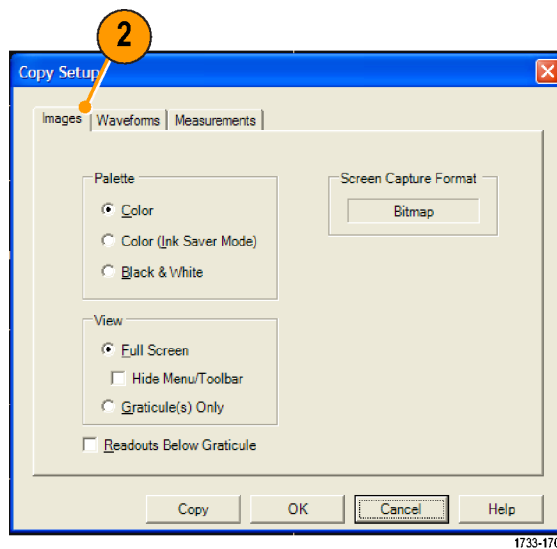 2
Copy Setup
Images Waveforms Measurements
Palette
Color
Color (Ink Saver Mode)
Black & White
Screen Capture Format
Bitmap
View
Full Screen
Hide Menu/Toolbar
Graticule(s) Only
Readouts Below Graticule
Copy OK Cancel Help